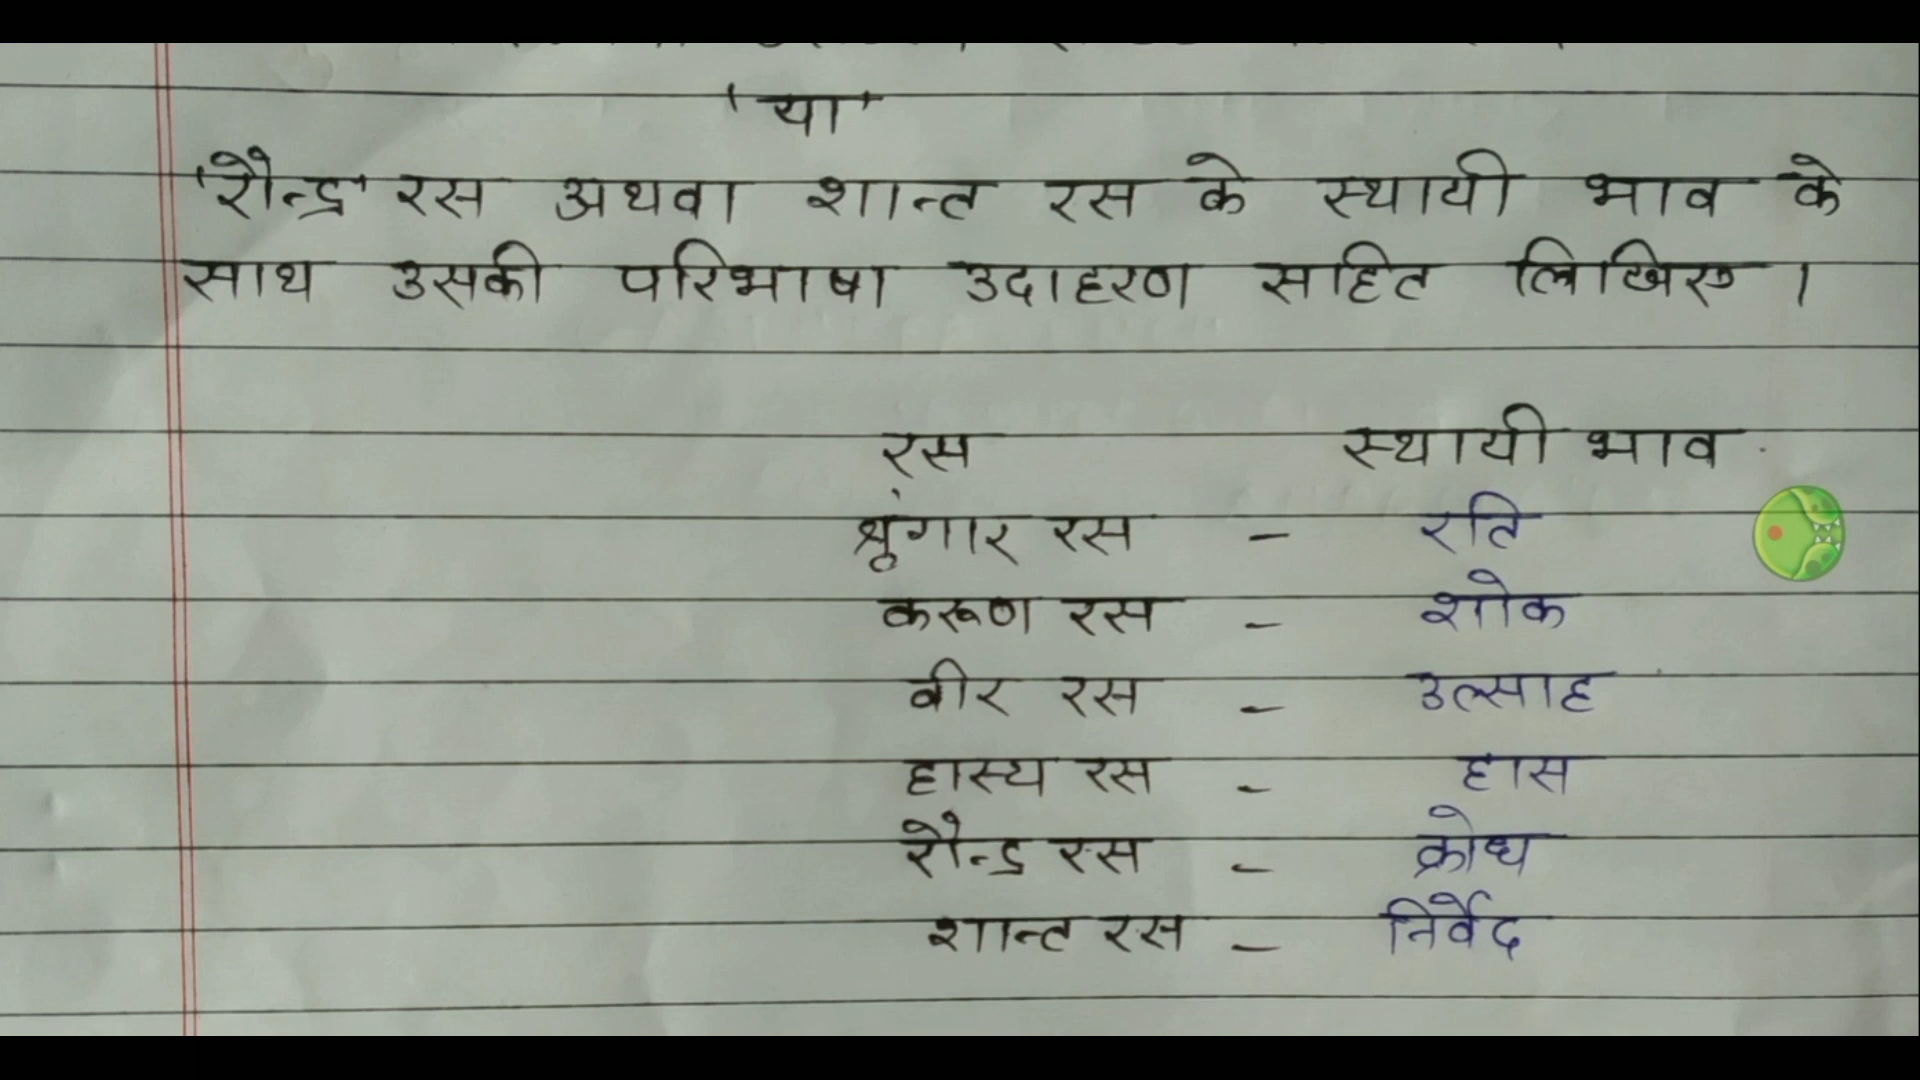 'या'
'रौन्द्र' रस अथवा शान्त रस के स्थायी भाव के
साथ उसकी परिभाषा उदाहरण सहित लिखिए ।
रस स्थायी भाव
श्रृंगार रस - रति
करूण रस - शोक
वीर रस - उत्साह
हास्य रस - हास
रौन्द्र रस - क्रोध
शान्त रस - निर्वेद